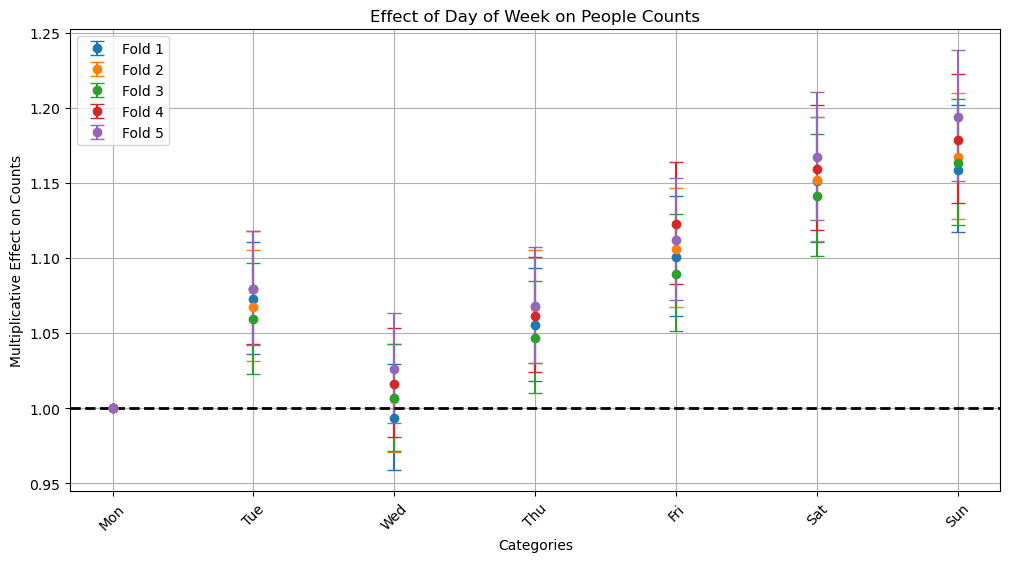 Effect of Day of Week on People Counts
Multiplicative Effect on Counts
1.25
1.20
1.15
1.10
1.05
1.00
0.95
Fold 1
Fold 2
Fold 3
Fold 4
Fold 5
Mon
Tue
Wed
Thu
Fri
Sat
Sun
Categories